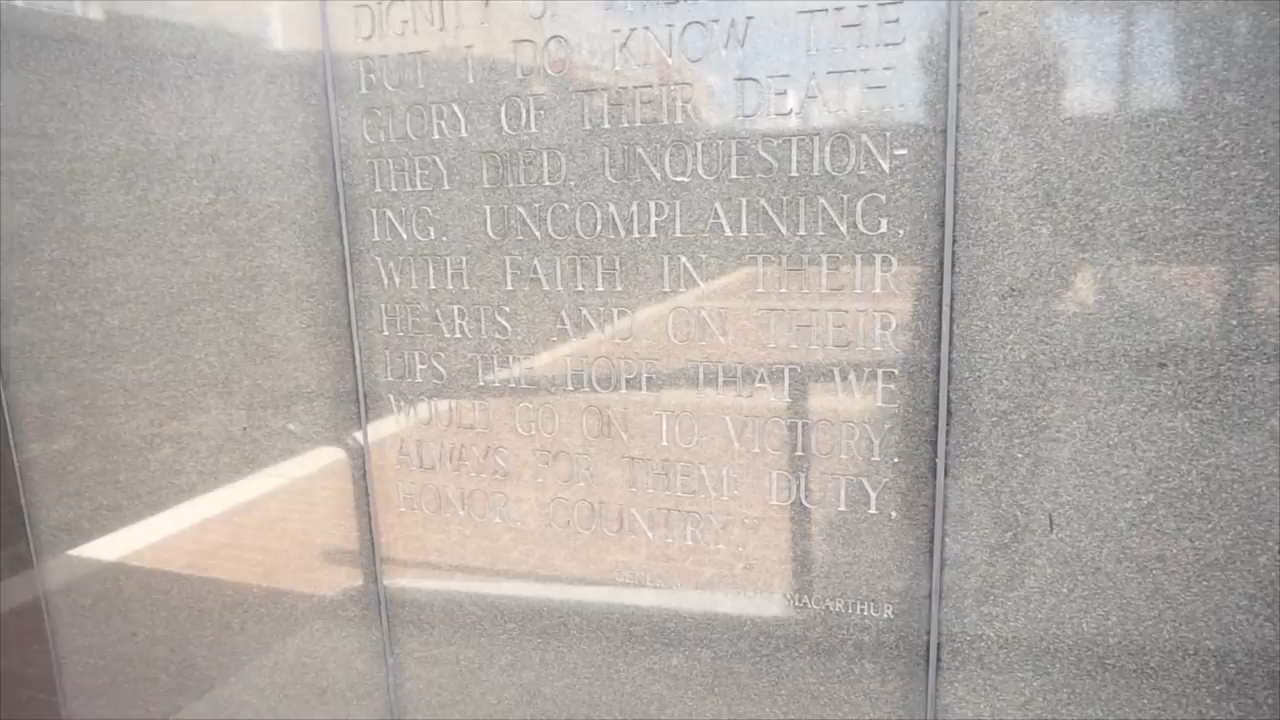 BUT I DO KNOW THE
GLORY OF THEIR DEATH.
THEY DIED, UNQUESTION-
ING, UNCOMPLAINING,
WITH FAITH IN THEIR
HEARTS, AND ON THEIR
LIPS THE HOPE THAT WE
WOULD GO ON TO VICTORY.
ALWAYS FOR THEM: DUTY,
HONOR, COUNTRY."
MACARTHUR